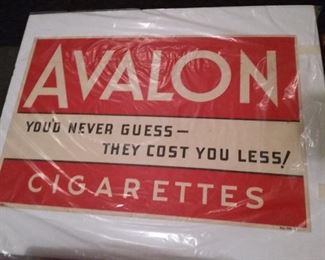 AVALON
YOU'D NEVER GUESS—
THEY COST YOU LESS!
CIGARETTES